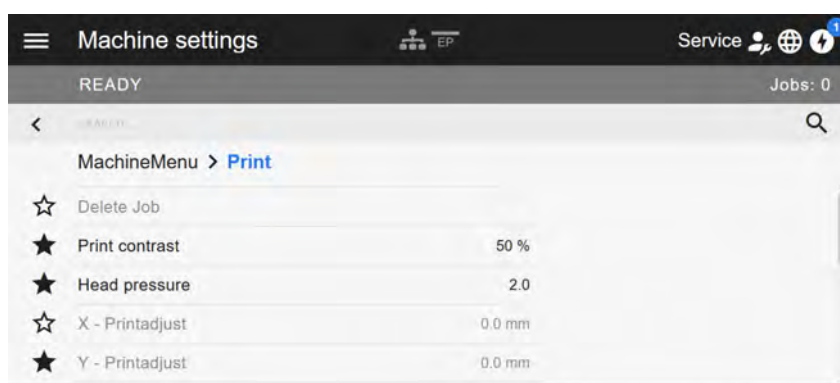 Machine settings EP Service 1
READY Jobs: 0
MachineMenu > Print
Delete Job
Print contrast 50 %
Head pressure 2.0
X - Printadjust 0.0 mm
Y - Printadjust 0.0 mm